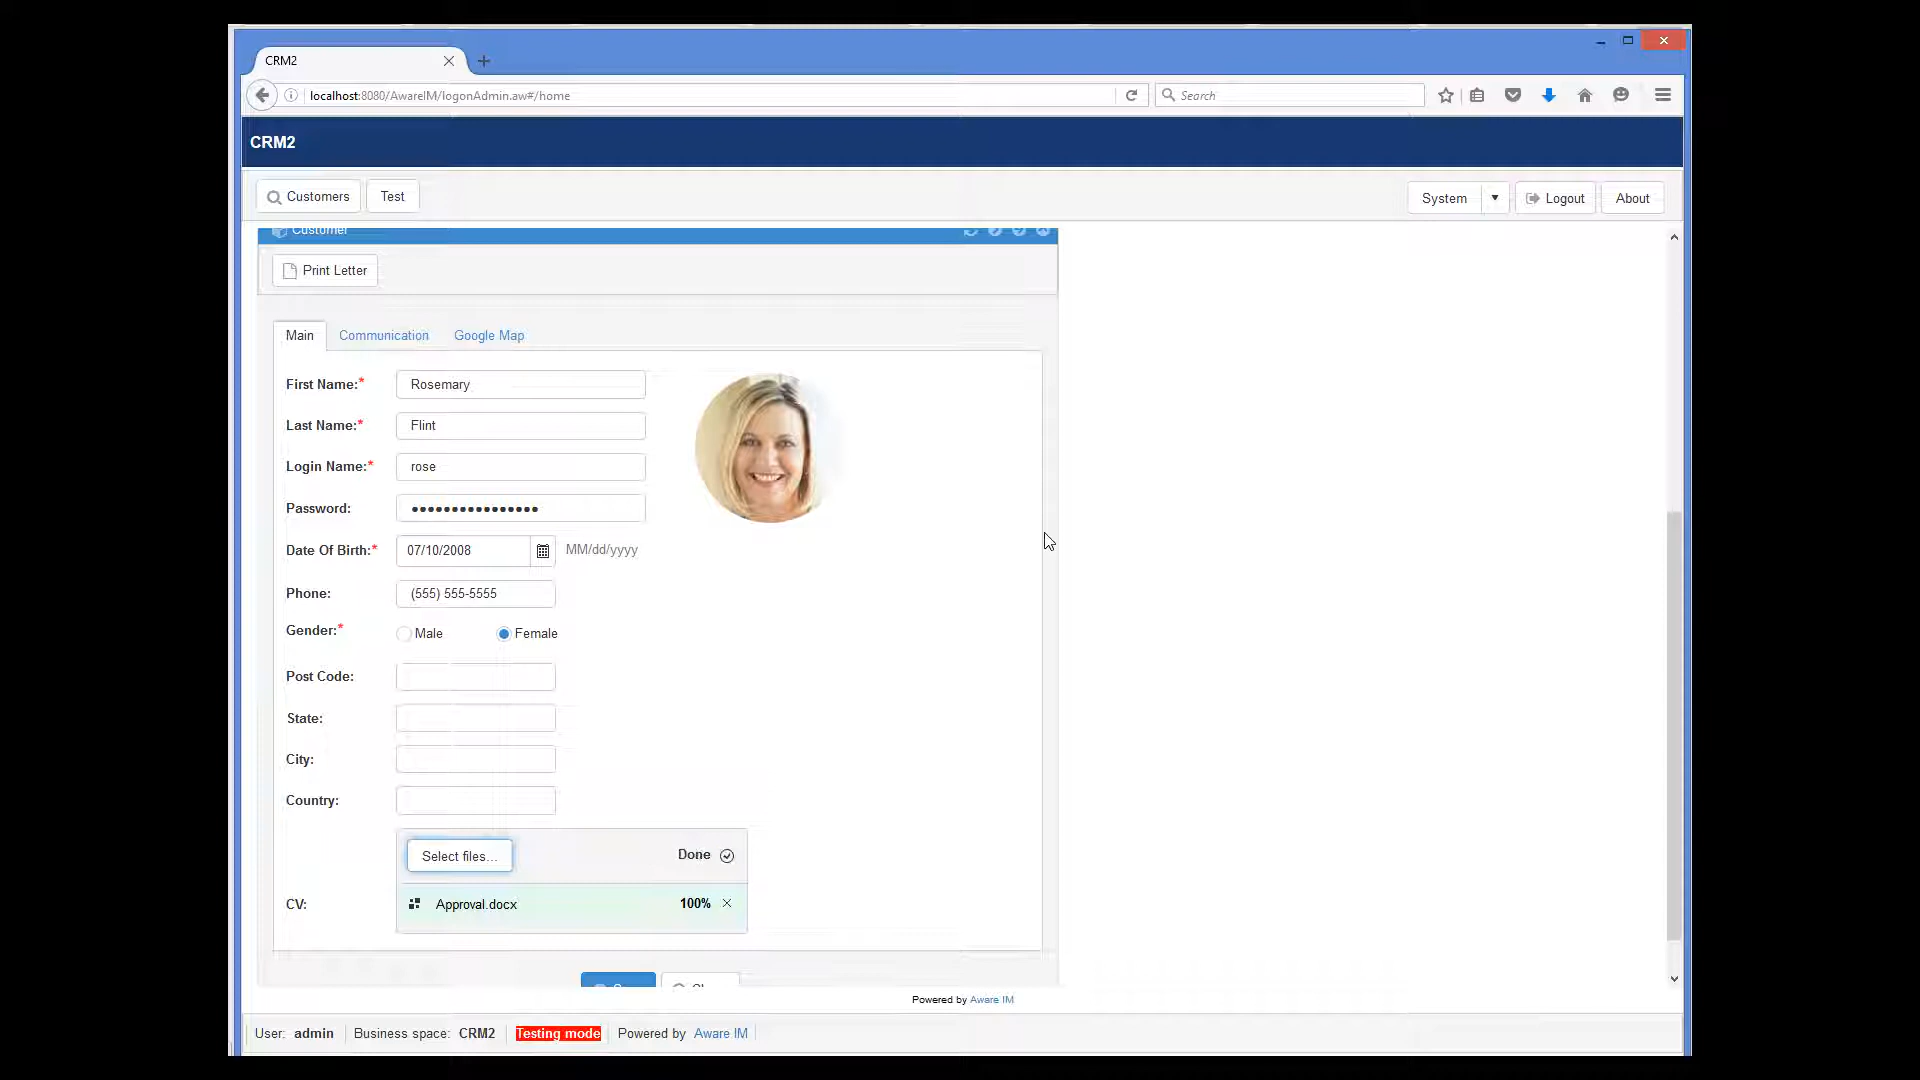 CRM2
localhost:8080/AwareIM/logonAdmin.aw#/home
Search
CRM2
Customers Test
System Logout About
Customer
Print Letter
Main Communication Google Map
First Name:* Rosemary
Last Name:* Flint
Login Name:* rose
Password: ••••••••••••••••
Date Of Birth:* 07/10/2008 MM/dd/yyyy
Phone: (555) 555-5555
Gender:* Male Female
Post Code:
State:
City:
Country:
Select files... Done
CV: Approval.docx 100%
Powered by Aware IM
User: admin Business space: CRM2 Testing mode Powered by Aware IM